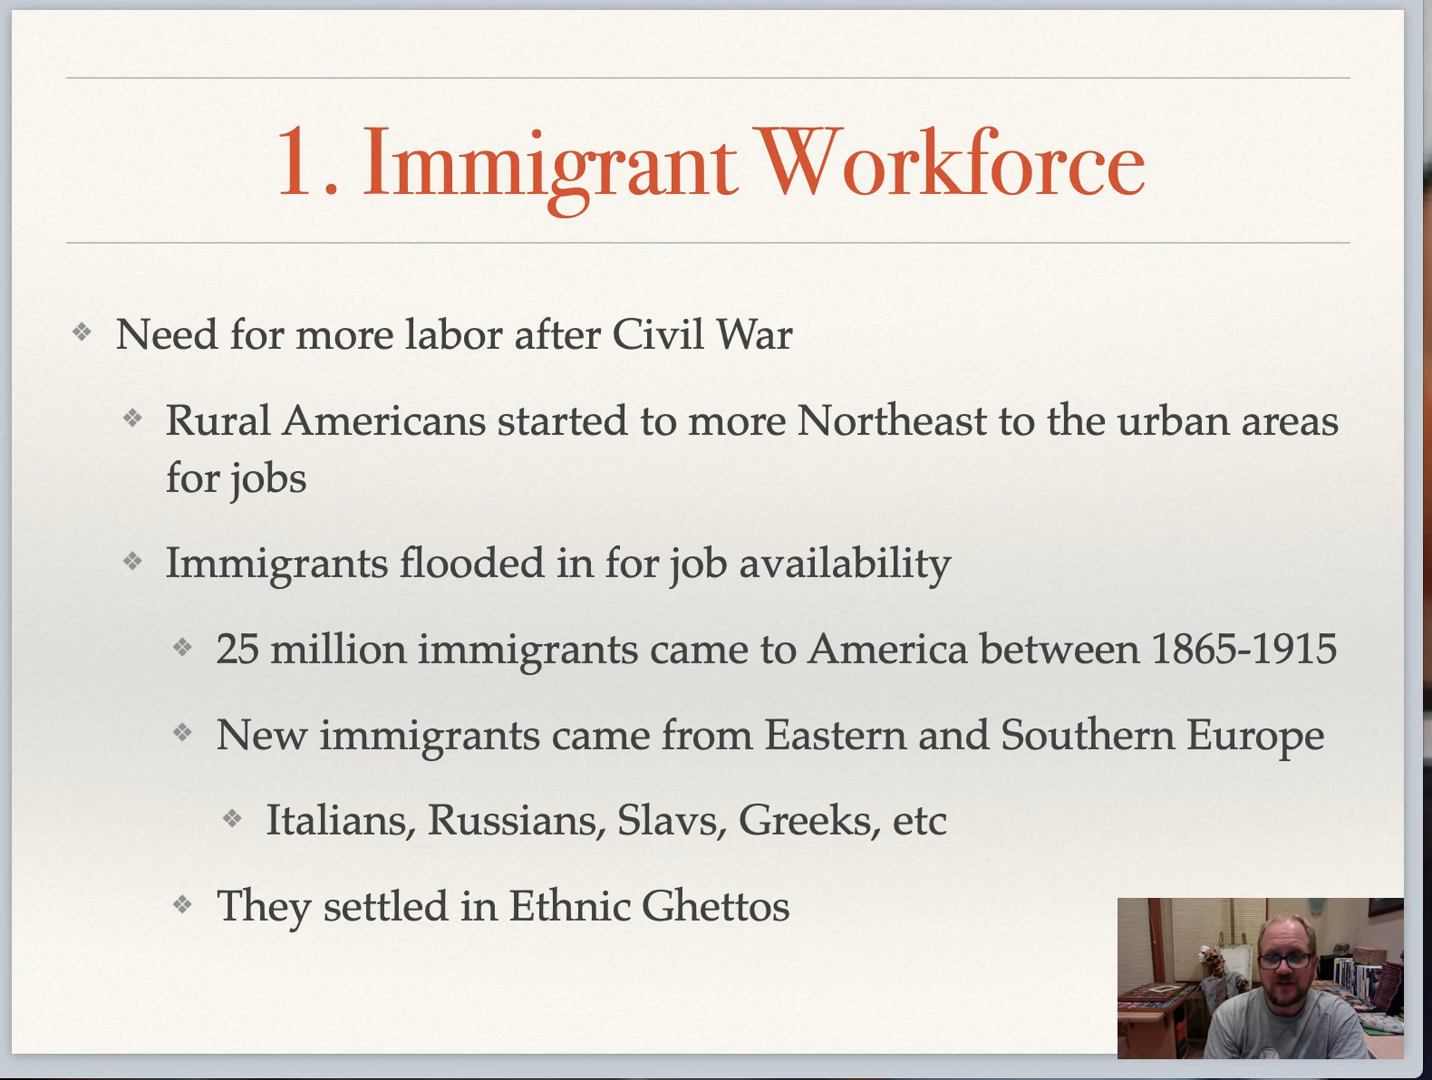 1. Immigrant Workforce
Need for more labor after Civil War
Rural Americans started to more Northeast to the urban areas
for jobs
Immigrants flooded in for job availability
25 million immigrants came to America between 1865-1915
New immigrants came from Eastern and Southern Europe
Italians, Russians, Slavs, Greeks, etc
They settled in Ethnic Ghettos